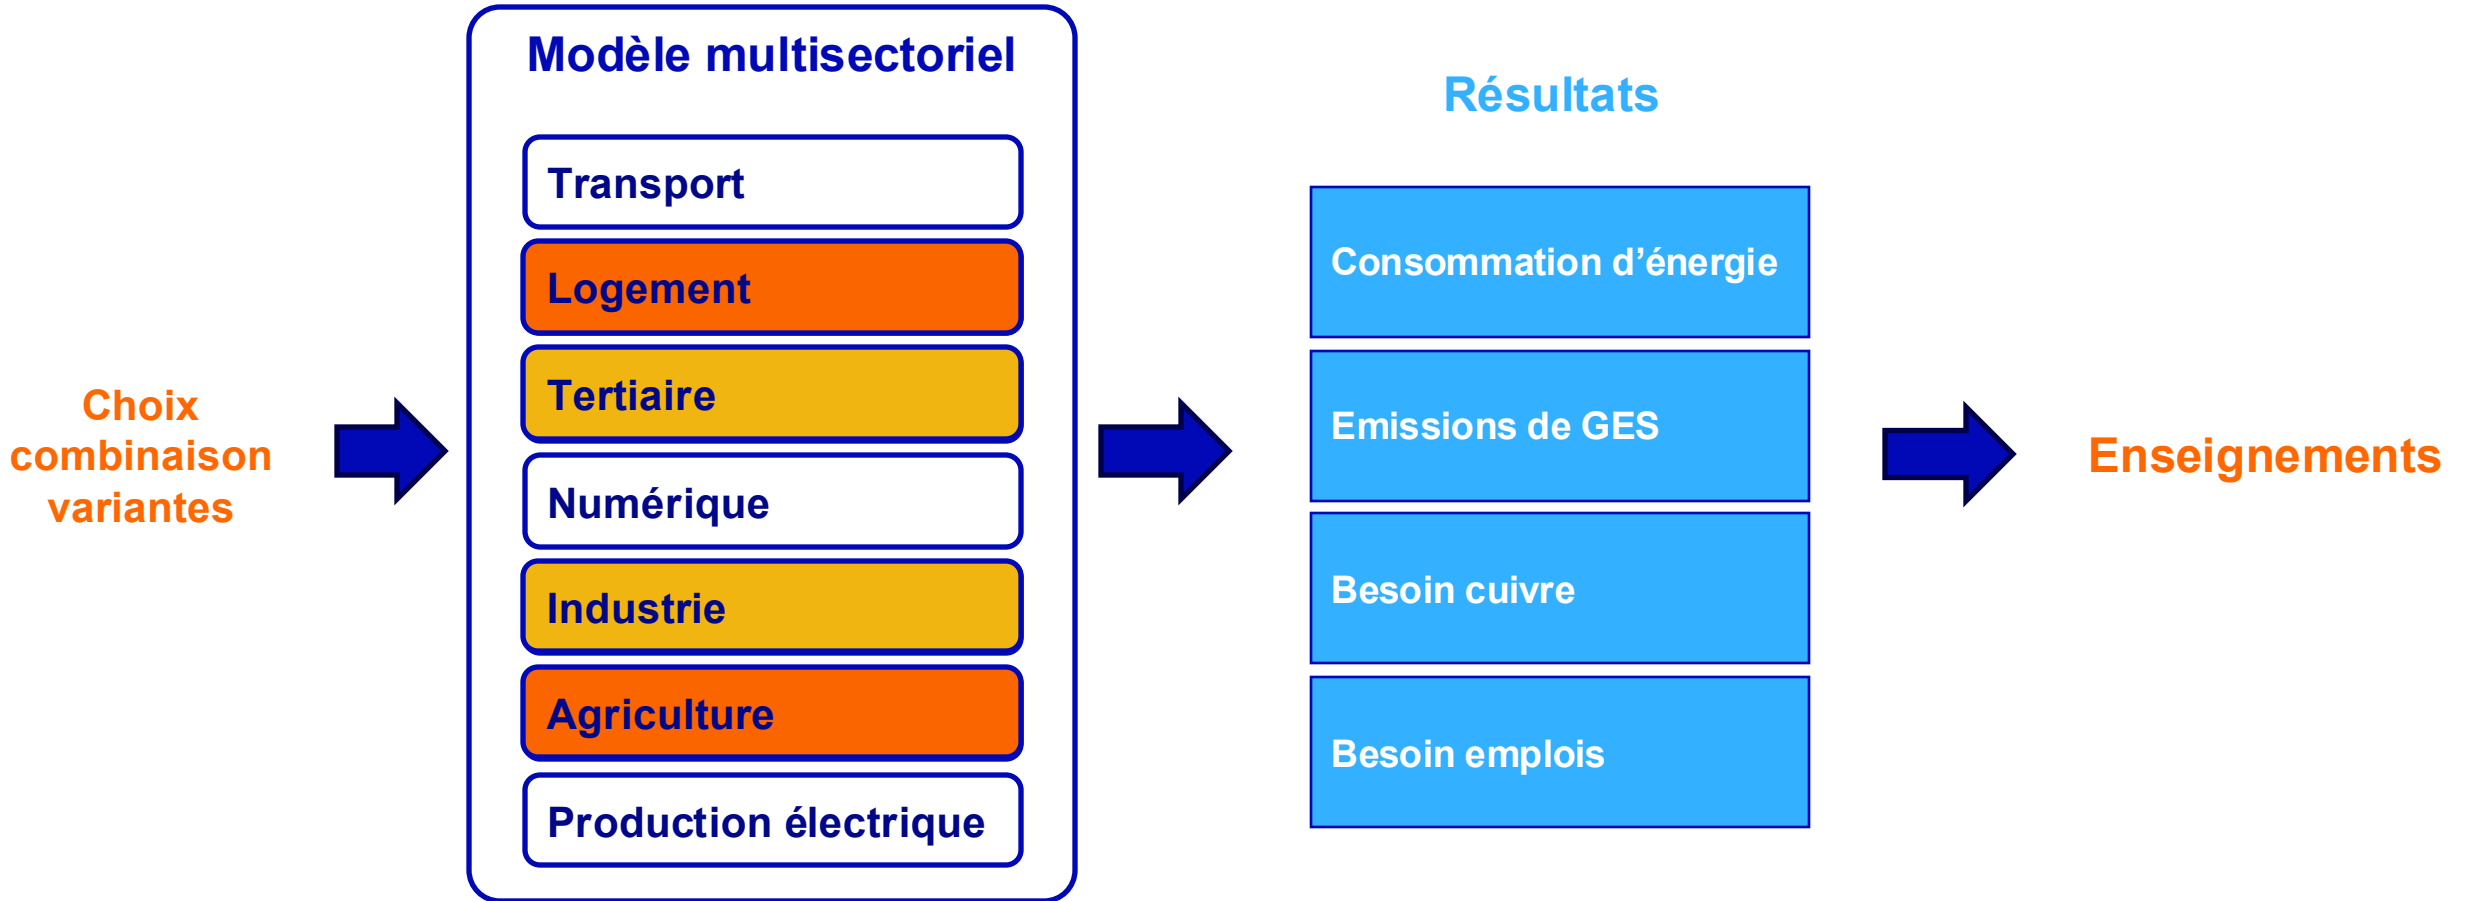 Choix
combinaison
variantes
Modèle multisectoriel
Transport
Logement
Tertiaire
Numérique
Industrie
Agriculture
Production électrique
Résultats
Consommation d’énergie
Emissions de GES
Besoin cuivre
Besoin emplois
Enseignements